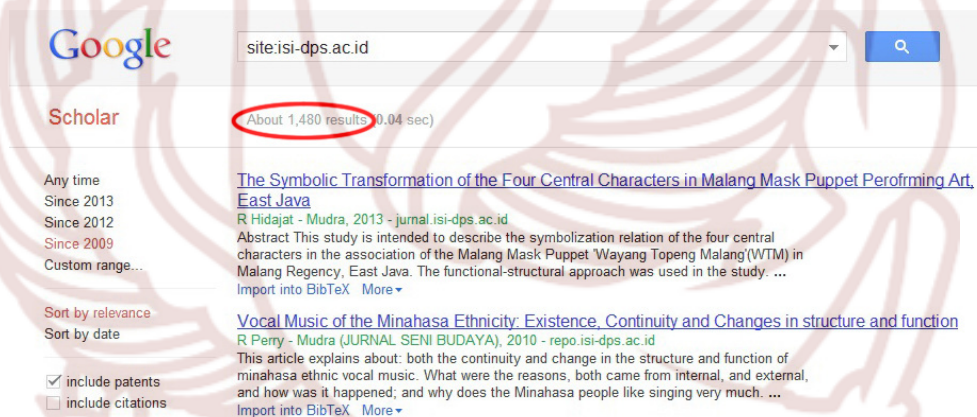 Google
site:isi-dps.ac.id
Scholar
About 1,480 results (0.04 sec)
Any time
Since 2013
Since 2012
Since 2009
Custom range...
Sort by relevance
Sort by date
include patents
include citations
The Symbolic Transformation of the Four Central Characters in Malang Mask Puppet Perofrming Art,
East Java
R Hidajat - Mudra, 2013 - jurnal.isi-dps.ac.id
Abstract This study is intended to describe the symbolization relation of the four central
characters in the association of the Malang Mask Puppet 'Wayang Topeng Malang'(WTM) in
Malang Regency, East Java. The functional-structural approach was used in the study. ...
Import into BibTeX More
Vocal Music of the Minahasa Ethnicity: Existence, Continuity and Changes in structure and function
R Perry - Mudra (JURNAL SENI BUDAYA), 2010 - repo.isi-dps.ac.id
This article explains about: both the continuity and change in the structure and function of
minahasa ethnic vocal music. What were the reasons, both came from internal, and external,
and how was it happened; and why does the Minahasa people like singing very much. ...
Import into BibTeX More